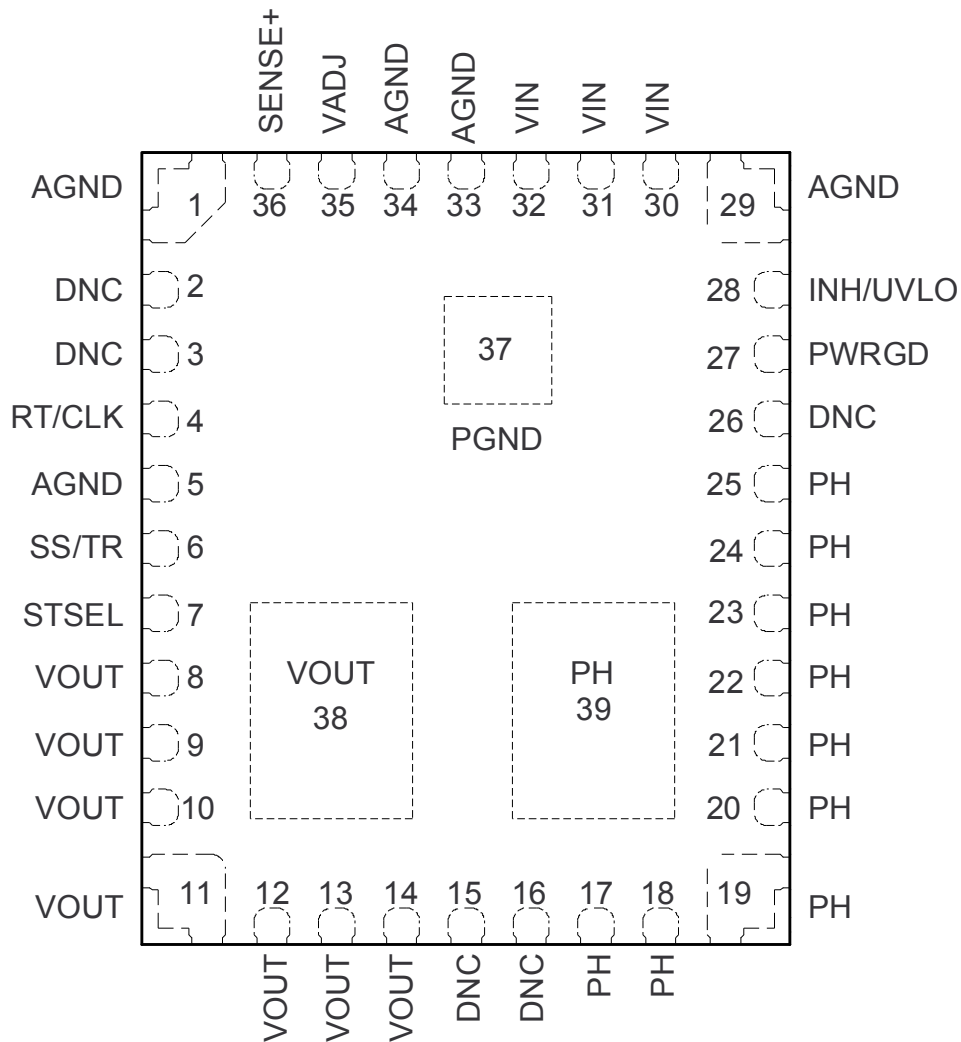 SENSE+
VADJ
AGND
AGND
VIN
VIN
VIN
AGND
1
36
35
34
33
32
31
30
29
AGND
DNC
2
28
INH/UVLO
DNC
3
37
27
PWRGD
RT/CLK
4
PGND
26
DNC
AGND
5
25
PH
SS/TR
6
24
PH
STSEL
7
23
PH
VOUT
8
VOUT
38
PH
39
22
PH
VOUT
9
21
PH
VOUT
10
20
PH
VOUT
11
12
13
14
15
16
17
18
19
PH
VOUT
VOUT
VOUT
DNC
DNC
PH
PH